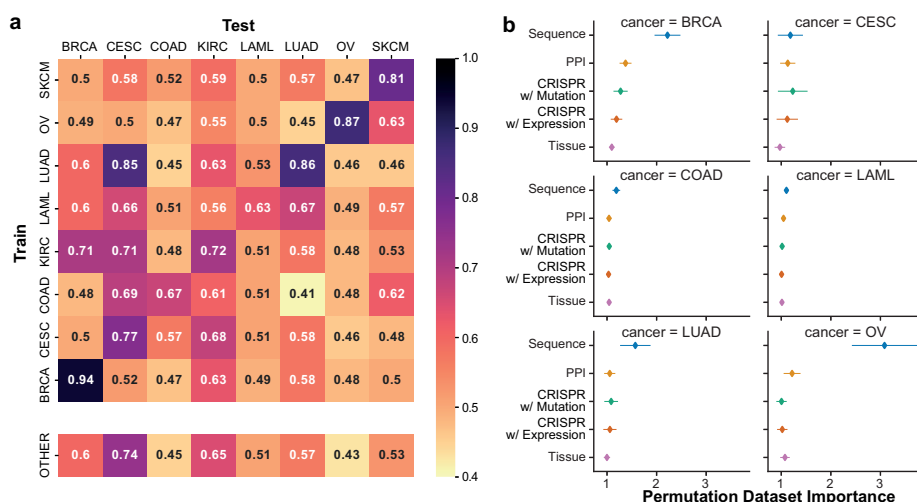 a
Test
BRCA CESC COAD KIRC LAML LUAD OV SKCM
Train
SKCM 0.5 0.58 0.52 0.59 0.5 0.57 0.47 0.81
OV 0.49 0.5 0.47 0.55 0.5 0.45 0.87 0.63
LUAD 0.6 0.85 0.45 0.63 0.53 0.86 0.46 0.46
LAML 0.6 0.66 0.51 0.56 0.63 0.67 0.49 0.57
KIRC 0.71 0.71 0.48 0.72 0.51 0.58 0.48 0.53
COAD 0.48 0.69 0.67 0.61 0.51 0.41 0.48 0.62
CESC 0.5 0.77 0.57 0.68 0.51 0.58 0.46 0.48
BRCA 0.94 0.52 0.47 0.63 0.49 0.58 0.48 0.5
OTHER 0.6 0.74 0.45 0.65 0.51 0.57 0.43 0.53
1.0
0.9
0.8
0.7
0.6
0.5
0.4
b
cancer = BRCA
cancer = CESC
Sequence
PPI
CRISPR
w/ Mutation
CRISPR
w/ Expression
Tissue
cancer = COAD
cancer = LAML
Sequence
PPI
CRISPR
w/ Mutation
CRISPR
w/ Expression
Tissue
cancer = LUAD
cancer = OV
Sequence
PPI
CRISPR
w/ Mutation
CRISPR
w/ Expression
Tissue
1 2 3
1 2 3
Permutation Dataset Importance